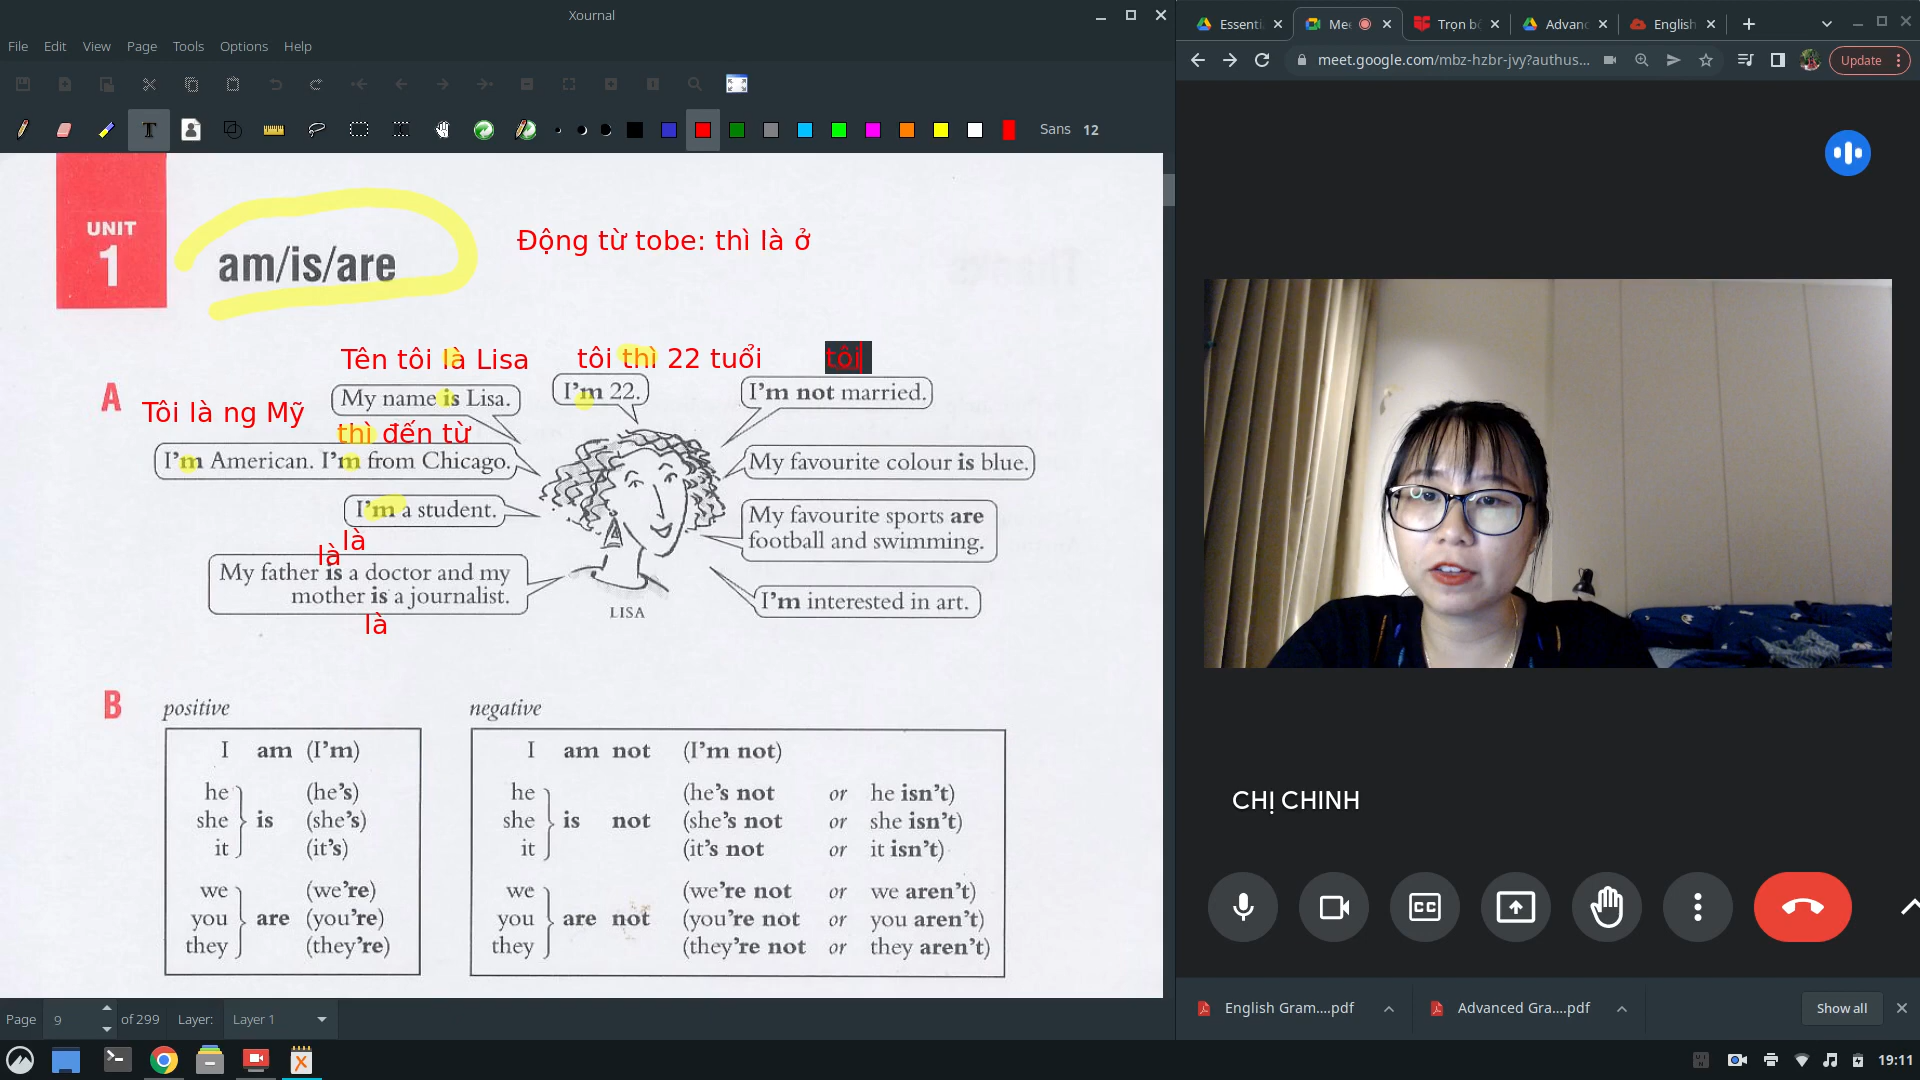 Xournal
File Edit View Page Tools Options Help
Sans 12
UNIT
1
am/is/are
Động từ tobe: thì là ở
Tên tôi là Lisa
tôi thì 22 tuổi
tôi
A
Tôi là ng Mỹ
My name is Lisa.
I'm 22.
I'm not married.
thì đến từ
I'm American. I'm from Chicago.
My favourite colour is blue.
I'm a student.
My favourite sports are
football and swimming.
là
là
My father is a doctor and my
mother is a journalist.
là
I'm interested in art.
LISA
B
positive
I am (I'm)
he (he's)
she is (she's)
it (it's)
we (we're)
you are (you're)
they (they're)
negative
I am not (I'm not)
he (he's not or he isn't)
she is not (she's not or she isn't)
it (it's not or it isn't)
we (we're not or we aren't)
you are not (you're not or you aren't)
they (they're not or they aren't)
Page 9 of 299 Layer: Layer 1
Essenti
Mee
Trọn b
Advanc
English
meet.google.com/mbz-hzbr-jvy?authus...
Update
CHỊ CHINH
CC
English Gram....pdf
Advanced Gra....pdf
Show all
19:11